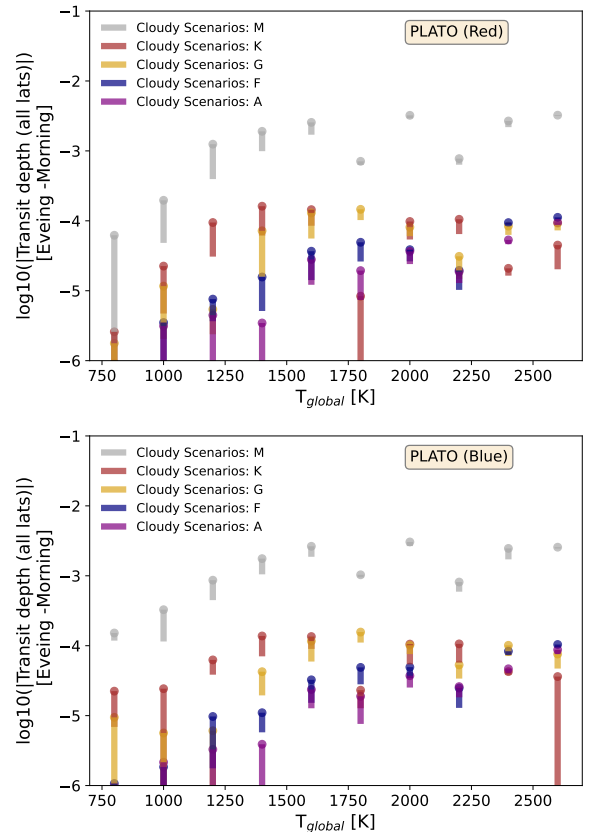 PLATO (Red)
Cloudy Scenarios: M
Cloudy Scenarios: K
Cloudy Scenarios: G
Cloudy Scenarios: F
Cloudy Scenarios: A
log10(|Transit depth (all lats)|)
[Eveing -Morning]
−1
−2
−3
−4
−5
−6
750 1000 1250 1500 1750 2000 2250 2500
T_global [K]
PLATO (Blue)
Cloudy Scenarios: M
Cloudy Scenarios: K
Cloudy Scenarios: G
Cloudy Scenarios: F
Cloudy Scenarios: A
log10(|Transit depth (all lats)|)
[Eveing -Morning]
−1
−2
−3
−4
−5
−6
750 1000 1250 1500 1750 2000 2250 2500
T_global [K]